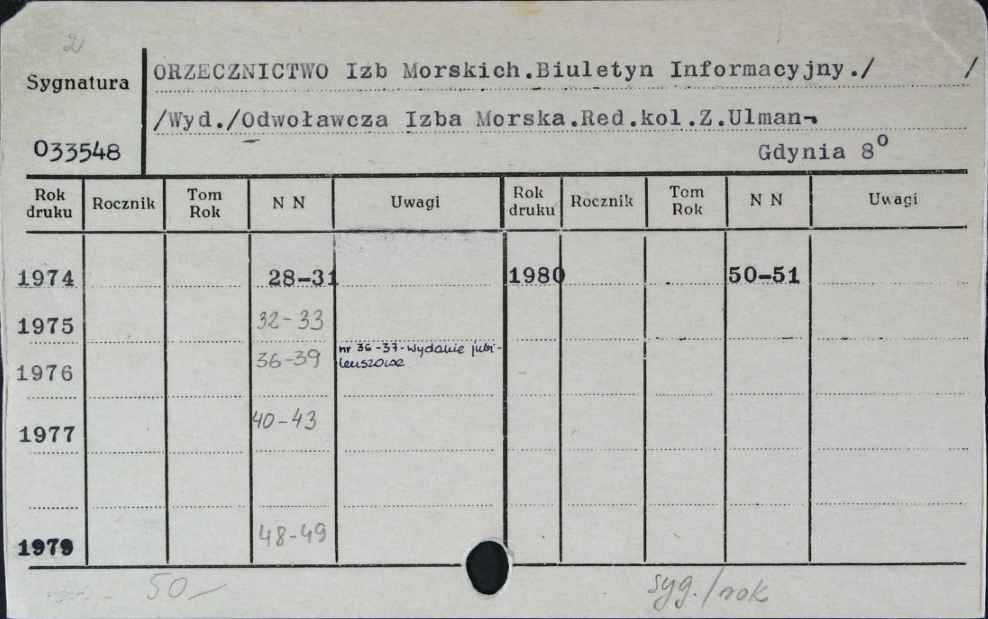 2
Sygnatura
ORZECZNICTWO Izb Morskich.Biuletyn Informacyjny./ /
/Wyd./Odwoławcza Izba Morska.Red.kol.Z.Ulman¬
033548
Gdynia 8º
Rok druku Rocznik Tom Rok N N Uwagi Rok druku Rocznik Tom Rok N N Uwagi
1974 28-31 1980 50-51
1975 32-33
1976 36-39 nr 36-37-wydanie jubi-
leuszowe
1977 40-43
1979 48-49
50-
syg./rok